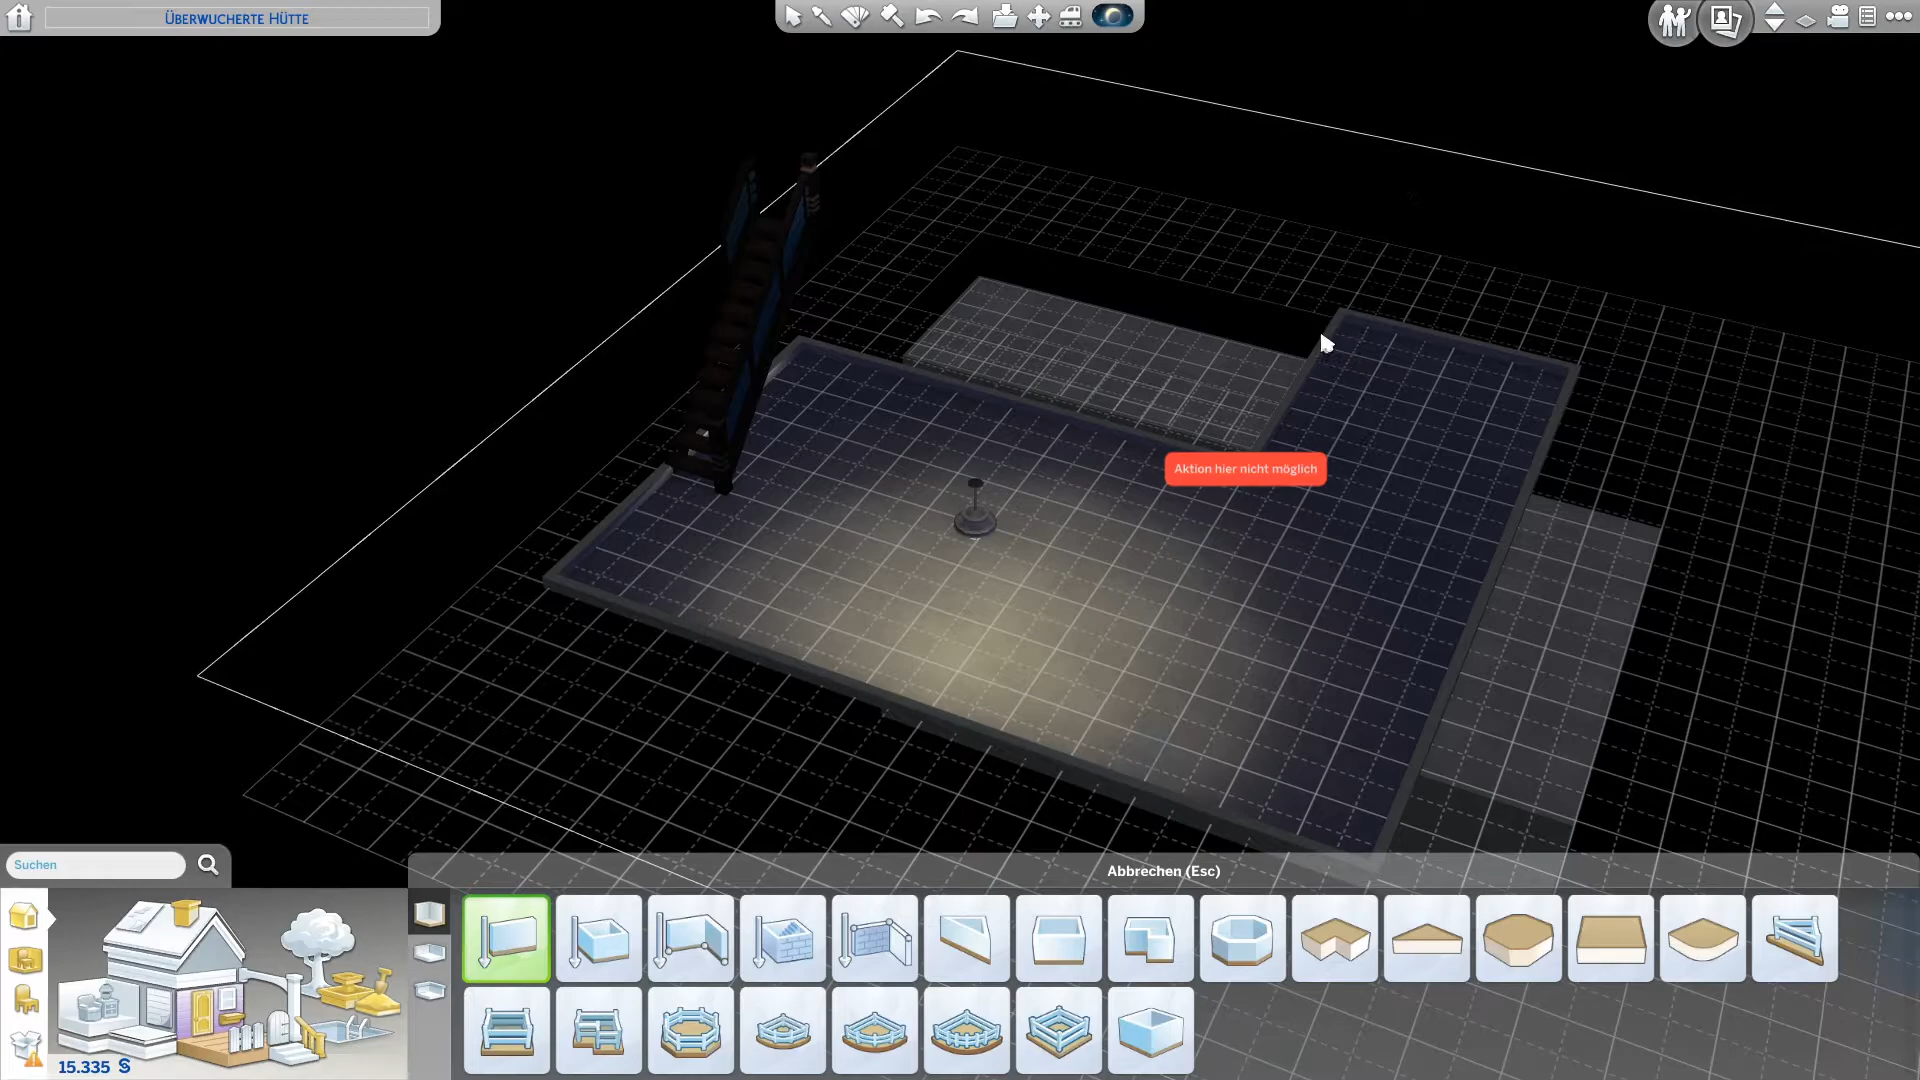 ÜBERWUCHERTE HÜTTE
Aktion hier nicht möglich
Suchen
Abbrechen (Esc)
15.335 §